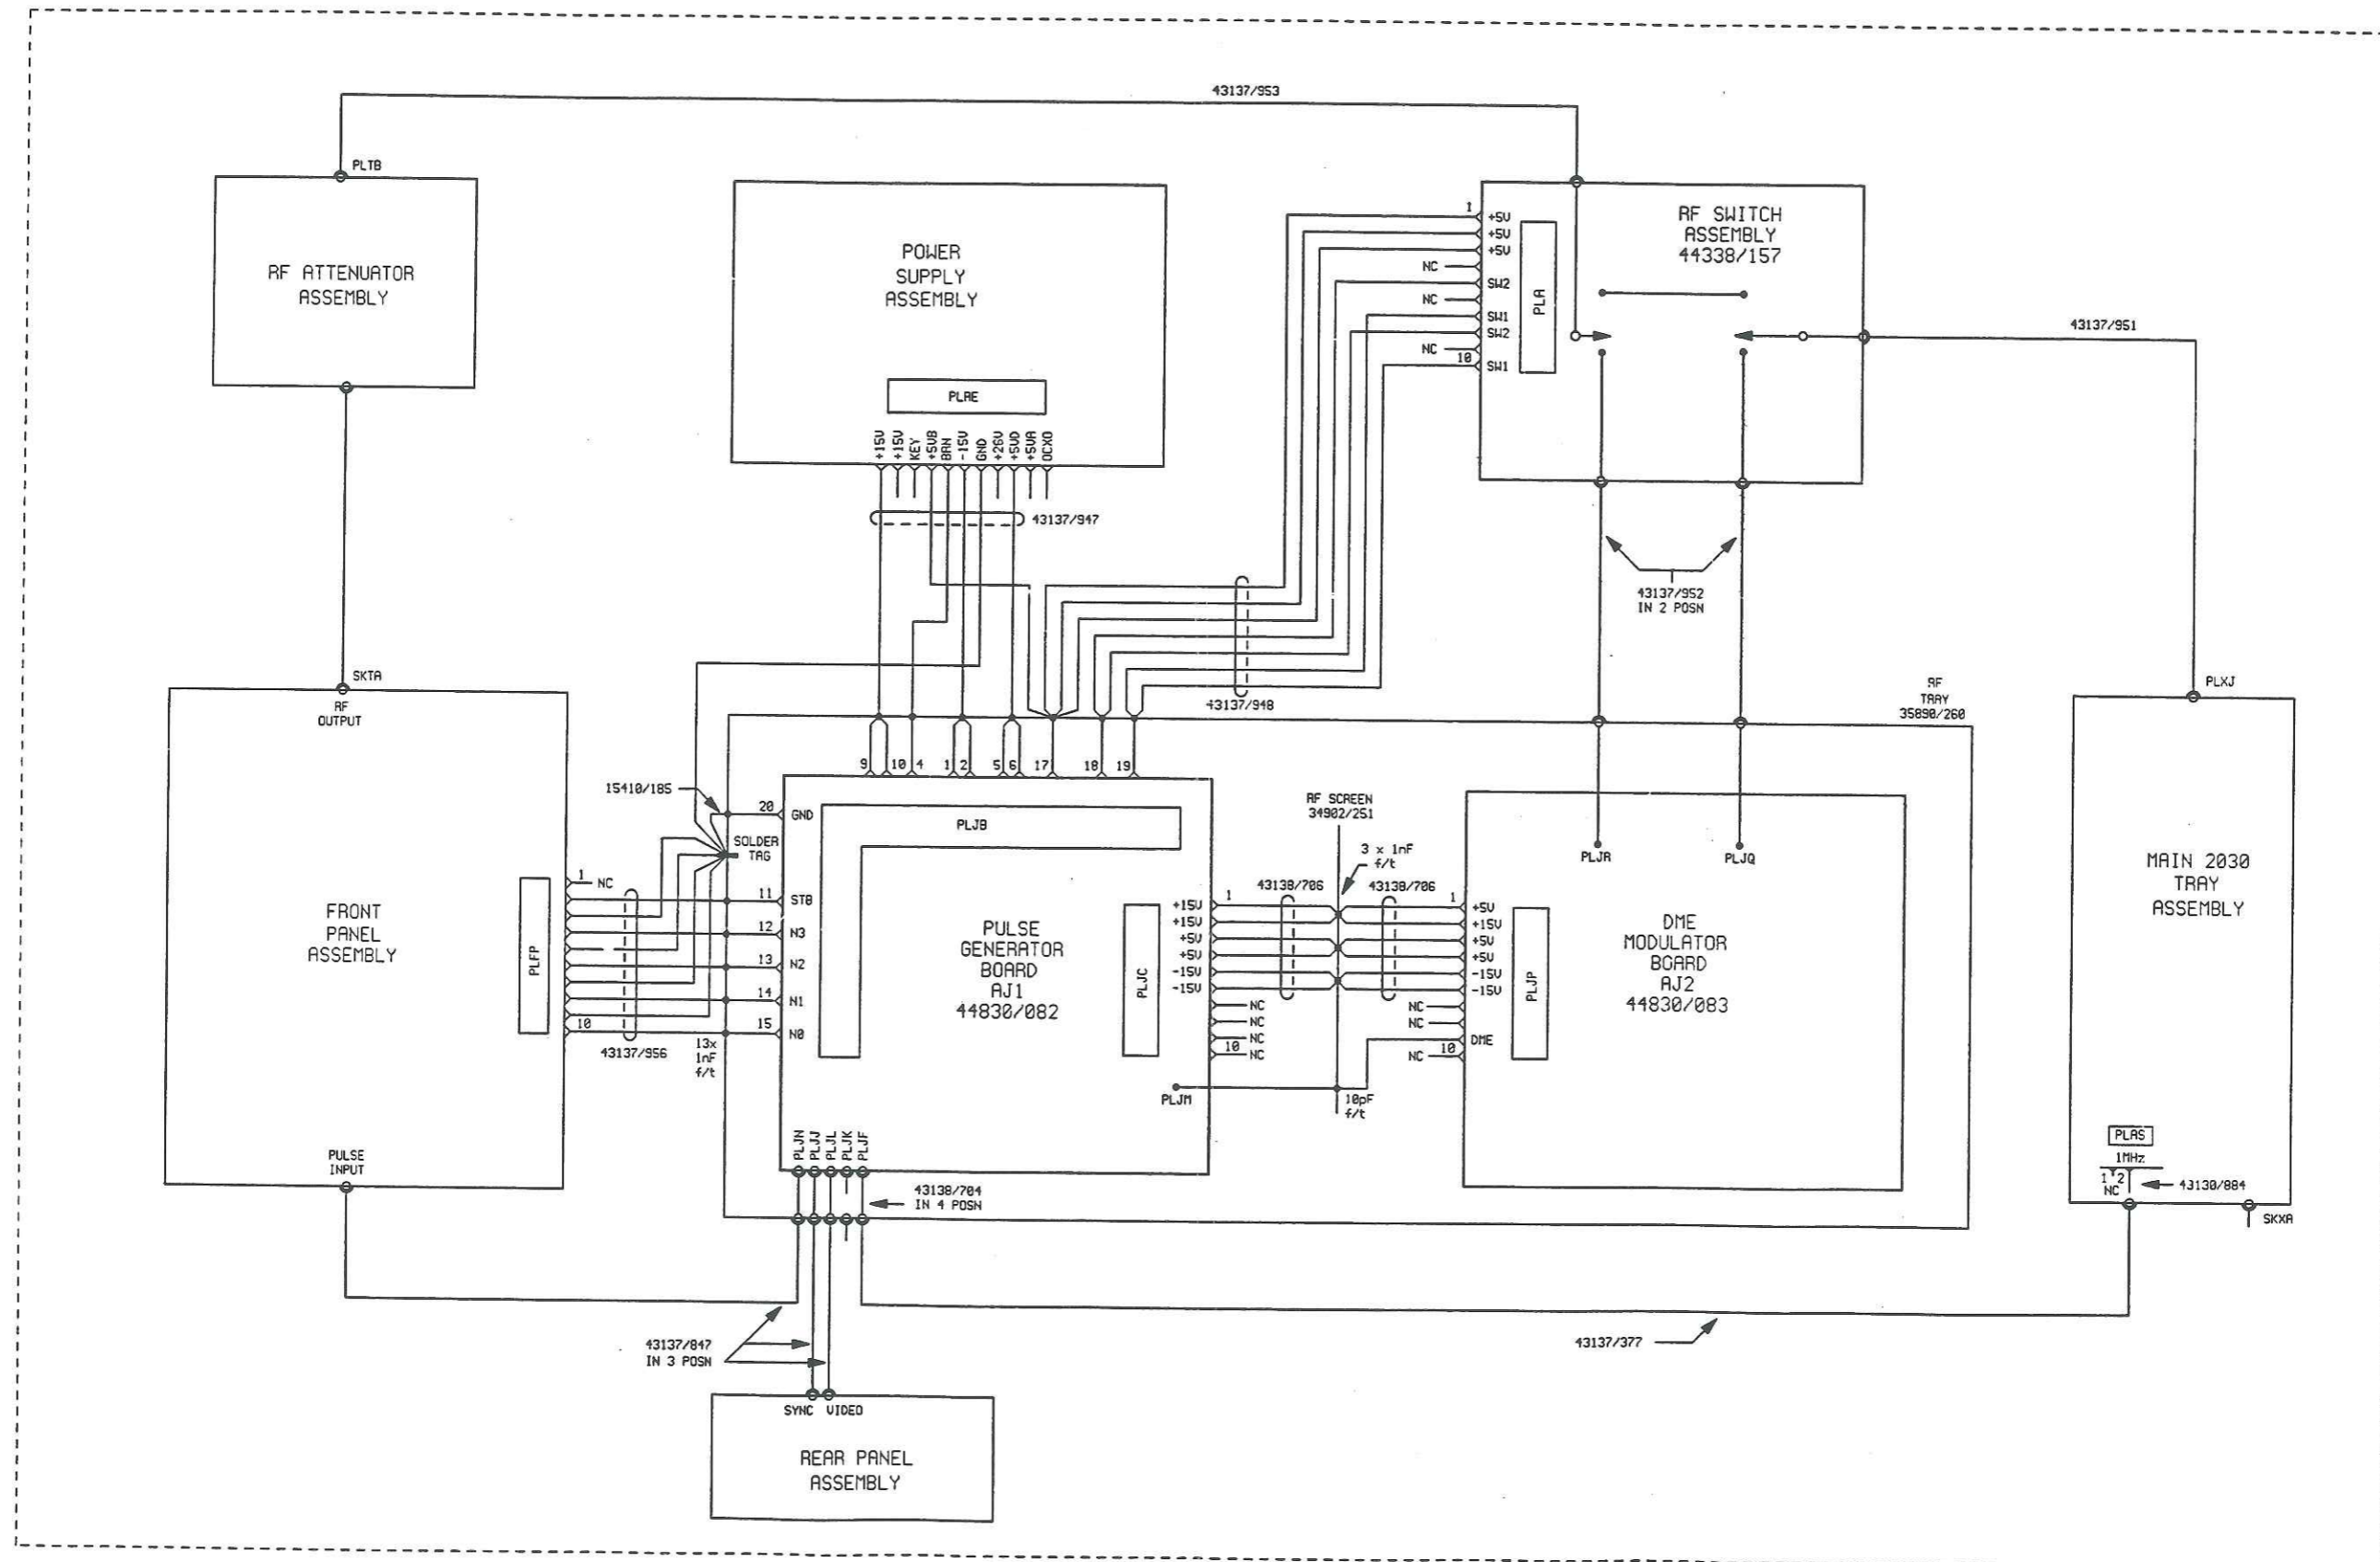 43137/953
PLTB
RF ATTENUATOR
ASSEMBLY
POWER
SUPPLY
ASSEMBLY
PLAE
+15V
+15V
KEY
+5VB
BRN
-15V
GND
+26V
+5VD
+5VA
OCXO
43137/947
RF SWITCH
ASSEMBLY
44338/157
PLA
1
+5V
+5V
+5V
NC
SW2
NC
SW1
SW2
NC
10
SW1
43137/951
43137/952
IN 2 POSN
43137/948
SKTA
RF
OUTPUT
FRONT
PANEL
ASSEMBLY
PLFP
1
NC
10
43137/956
PULSE
INPUT
15410/185
SOLDER
TAG
13x
1nF
f/t
9
10
4
1
2
5
6
17
18
19
20
GND
11
STB
12
N3
13
N2
14
N1
15
N0
PLJB
PULSE
GENERATOR
BOARD
AJ1
44830/082
PLJC
+15V
+15V
+5V
+5V
-15V
-15V
1
NC
NC
NC
10
NC
PLJM
PLJN
PLJJ
PLJL
PLJK
PLJF
43138/704
IN 4 POSN
RF SCREEN
34902/251
3 x 1nF
f/t
43138/706
43138/706
10pF
f/t
RF
TRAY
35890/260
PLJR
PLJQ
1
+5V
+15V
+5V
+5V
-15V
-15V
NC
NC
DME
NC
10
PLJP
DME
MODULATOR
BOARD
AJ2
44830/083
PLXJ
MAIN 2030
TRAY
ASSEMBLY
PLAS
1MHz
1
2
NC
43130/884
SKXA
43137/847
IN 3 POSN
43137/377
SYNC
VIDEO
REAR PANEL
ASSEMBLY